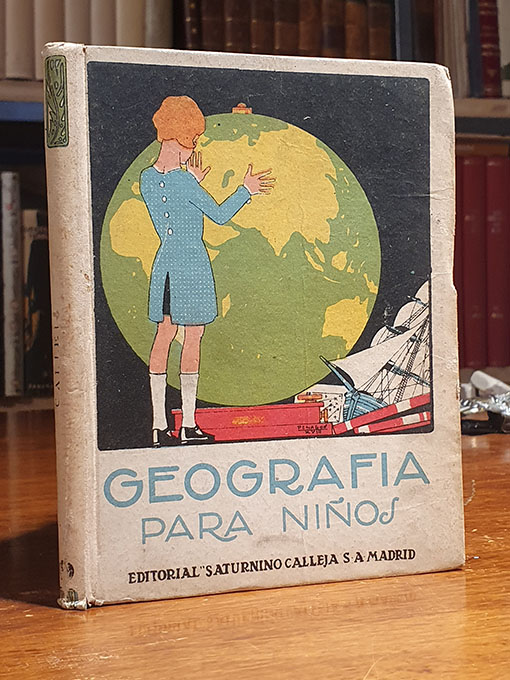 GEOGRAFIA
PARA NIÑOS
EDITORIAL "SATURNINO CALLEJA S.A. MADRID